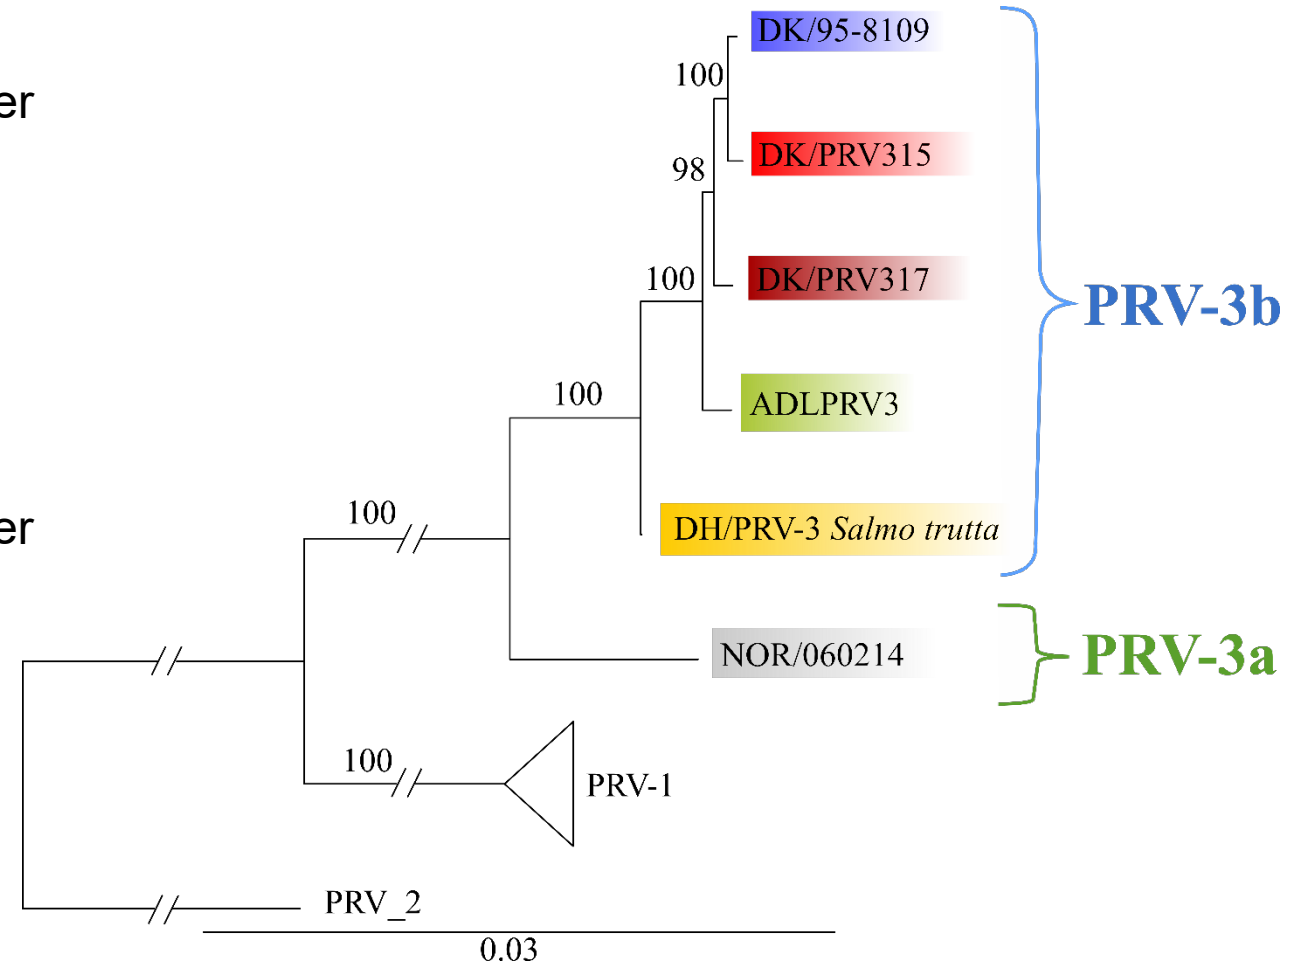 DK/95-8109
100
er
DK/PRV315
98
100
DK/PRV317
PRV-3b
100
ADLPRV3
100
er
DH/PRV-3 Salmo trutta
NOR/060214
PRV-3a
100
PRV-1
PRV_2
0.03